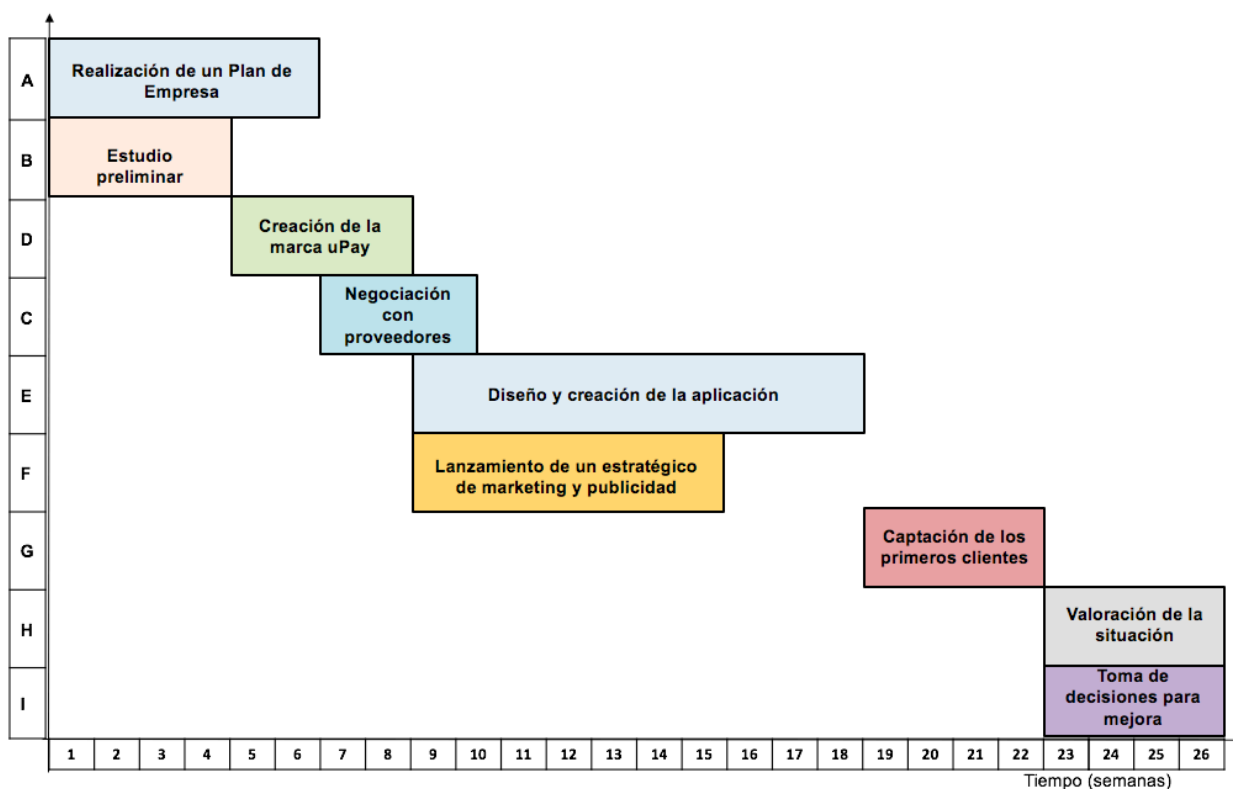 A
Realización de un Plan de
Empresa
B
Estudio
preliminar
D
Creación de la
marca uPay
C
Negociación
con
proveedores
E
Diseño y creación de la aplicación
F
Lanzamiento de un estratégico
de marketing y publicidad
G
Captación de los
primeros clientes
H
Valoración de la
situación
I
Toma de
decisiones para
mejora
1 2 3 4 5 6 7 8 9 10 11 12 13 14 15 16 17 18 19 20 21 22 23 24 25 26
Tiempo (semanas)